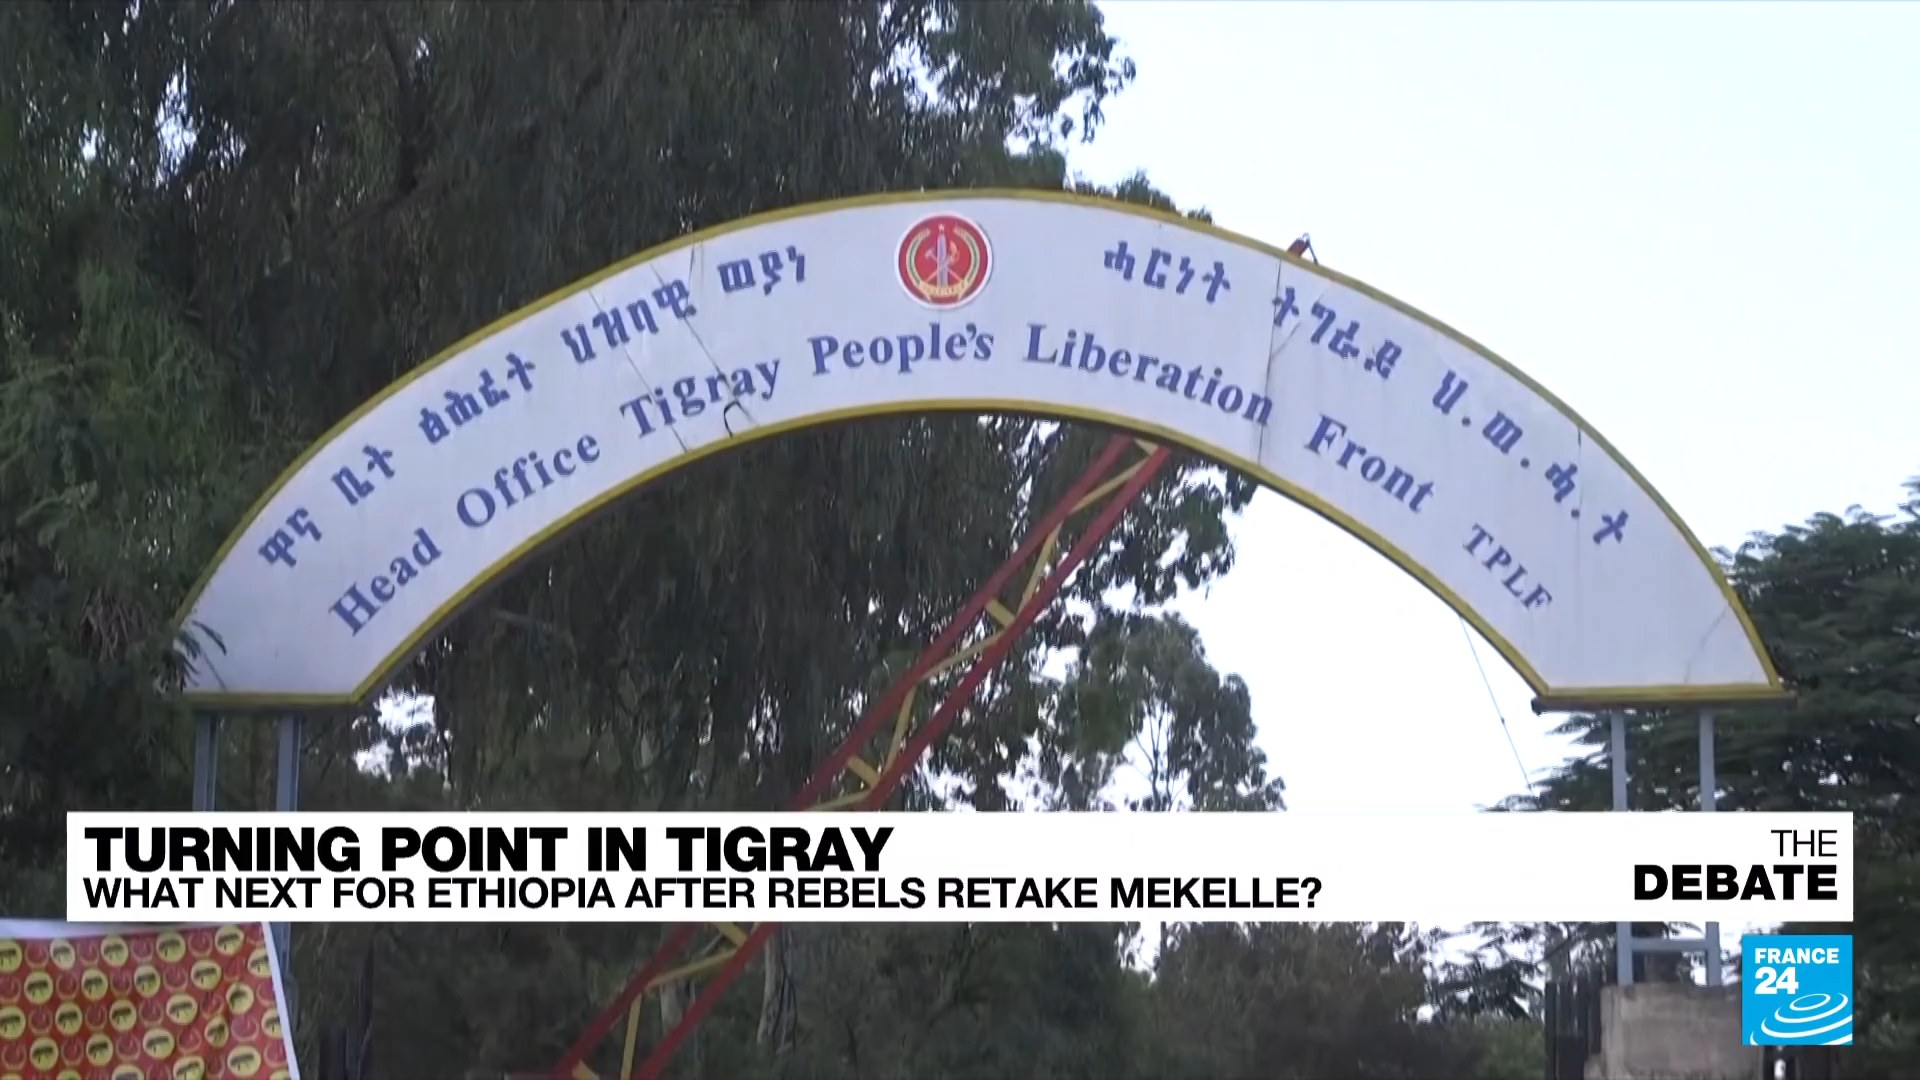 ዋና ቤት ፅሕፈት ህዝባዊ ወያነ ሓርነት ትግራይ ህ.ወ.ሓ.ት
Head Office Tigray People's Liberation Front TPLF
TURNING POINT IN TIGRAY
WHAT NEXT FOR ETHIOPIA AFTER REBELS RETAKE MEKELLE?
THE
DEBATE
FRANCE
24